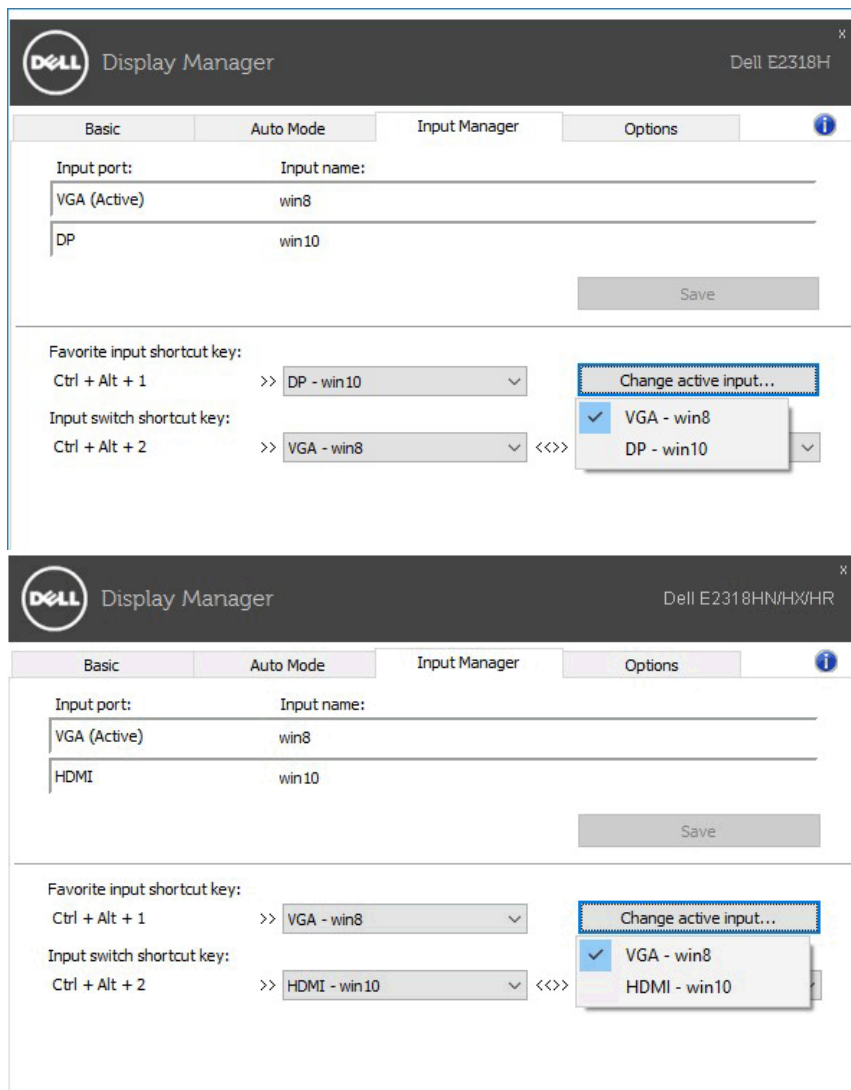 DELL Display Manager x
Dell E2318H
Basic Auto Mode Input Manager Options i
Input port: Input name:
VGA (Active) win8
DP win10
Save
Favorite input shortcut key:
Ctrl + Alt + 1 >> DP - win10 Change active input...
Input switch shortcut key: VGA - win8
Ctrl + Alt + 2 >> VGA - win8 <<>> DP - win10
DELL Display Manager x
Dell E2318HN/HX/HR
Basic Auto Mode Input Manager Options i
Input port: Input name:
VGA (Active) win8
HDMI win10
Save
Favorite input shortcut key:
Ctrl + Alt + 1 >> VGA - win8 Change active input...
Input switch shortcut key: VGA - win8
Ctrl + Alt + 2 >> HDMI - win10 <<>> HDMI - win10